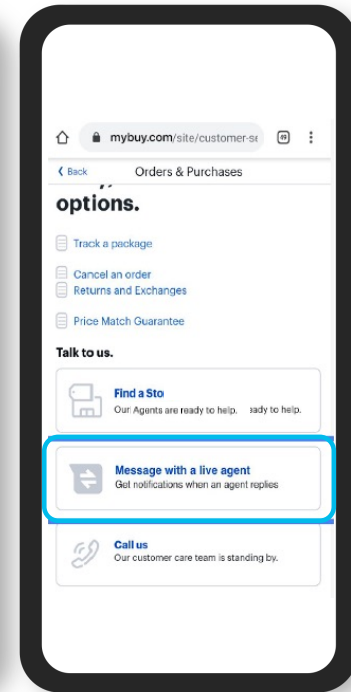 mybuy.com/site/customer-se
49
Back
Orders & Purchases
options.
Track a package
Cancel an order
Returns and Exchanges
Price Match Guarantee
Talk to us.
Find a Sto
Our Agents are ready to help. eady to help.
Message with a live agent
Get notifications when an agent replies
Call us
Our customer care team is standing by.